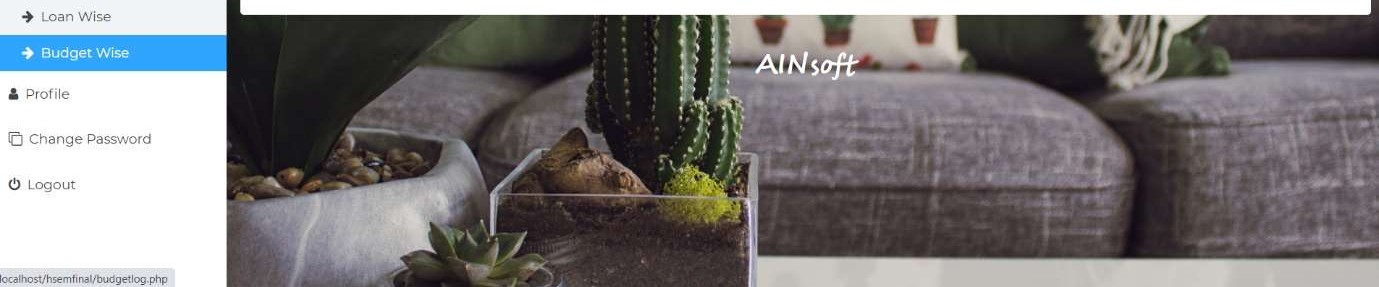 Loan Wise
Budget Wise
Profile
Change Password
Logout
AINsoft
localhost/hsemfinal/budgetlog.php